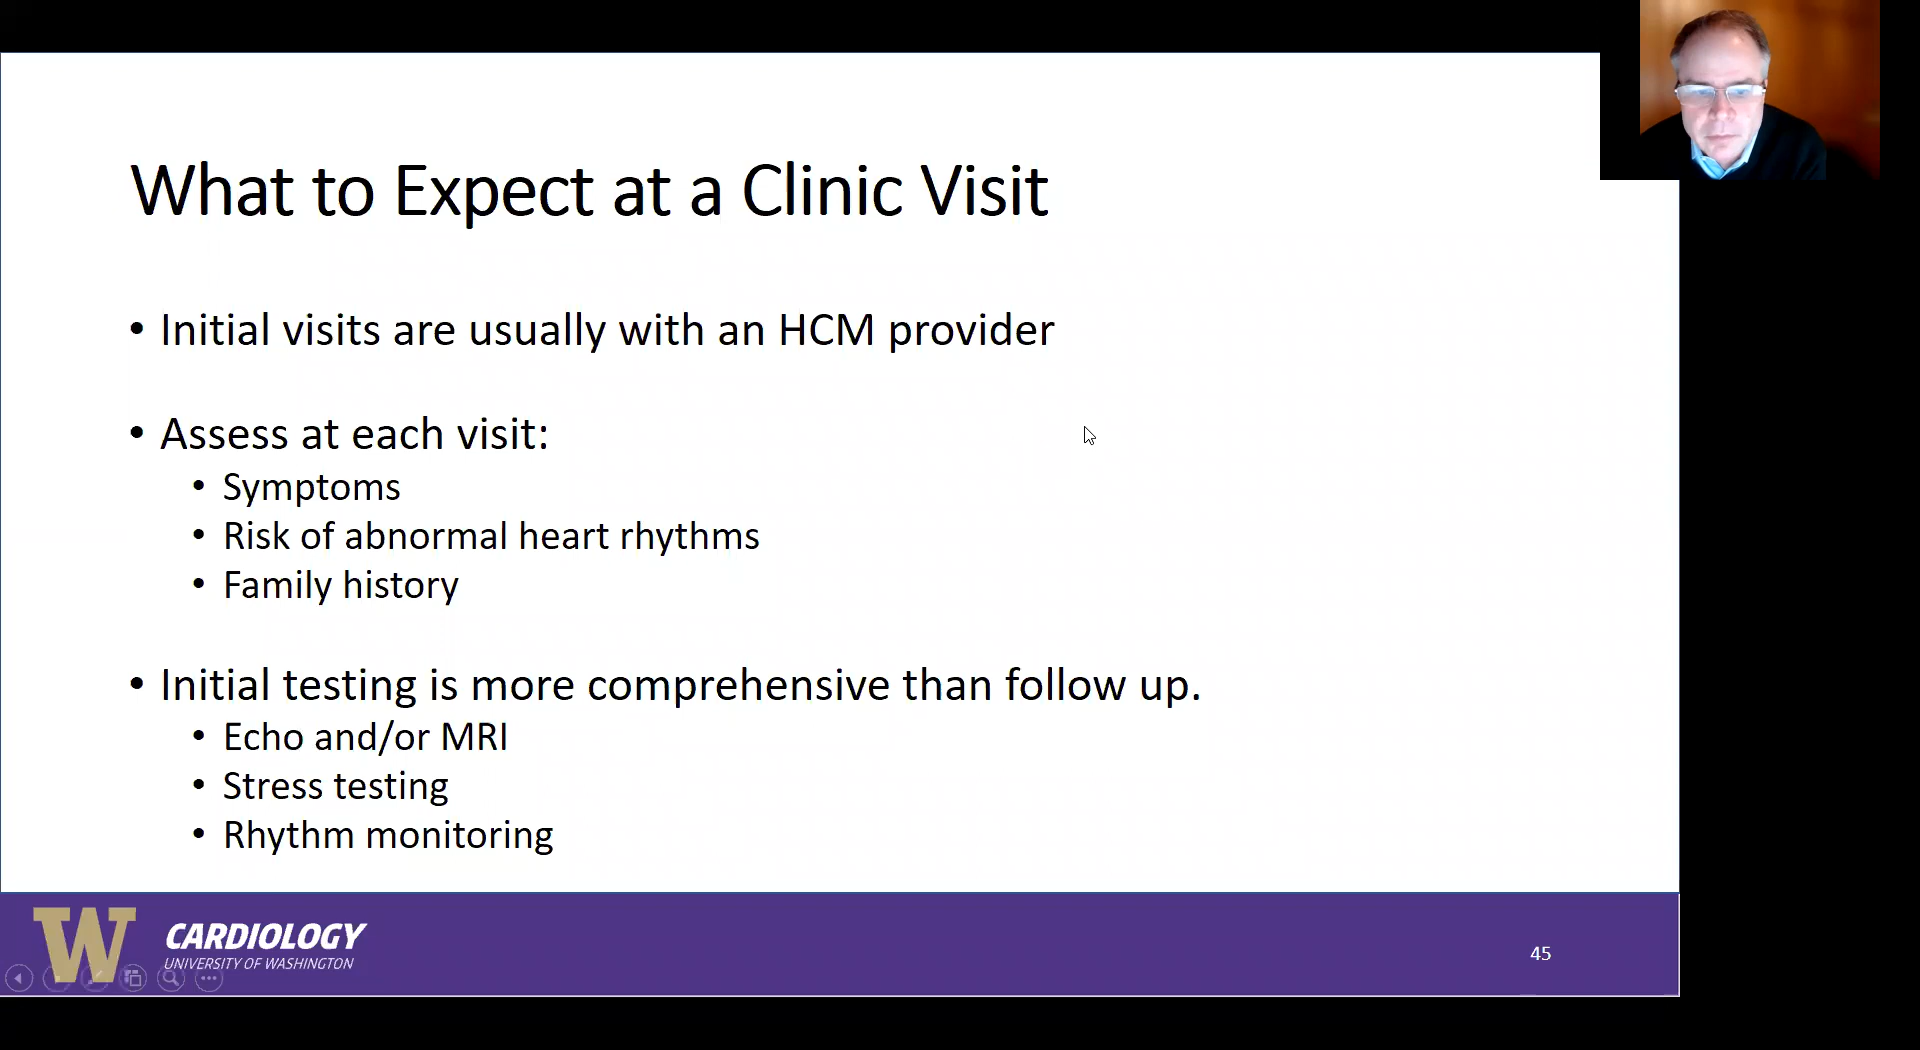 What to Expect at a Clinic Visit
• Initial visits are usually with an HCM provider
• Assess at each visit:
• Symptoms
• Risk of abnormal heart rhythms
• Family history
• Initial testing is more comprehensive than follow up.
• Echo and/or MRI
• Stress testing
• Rhythm monitoring
W
CARDIOLOGY
UNIVERSITY OF WASHINGTON
45